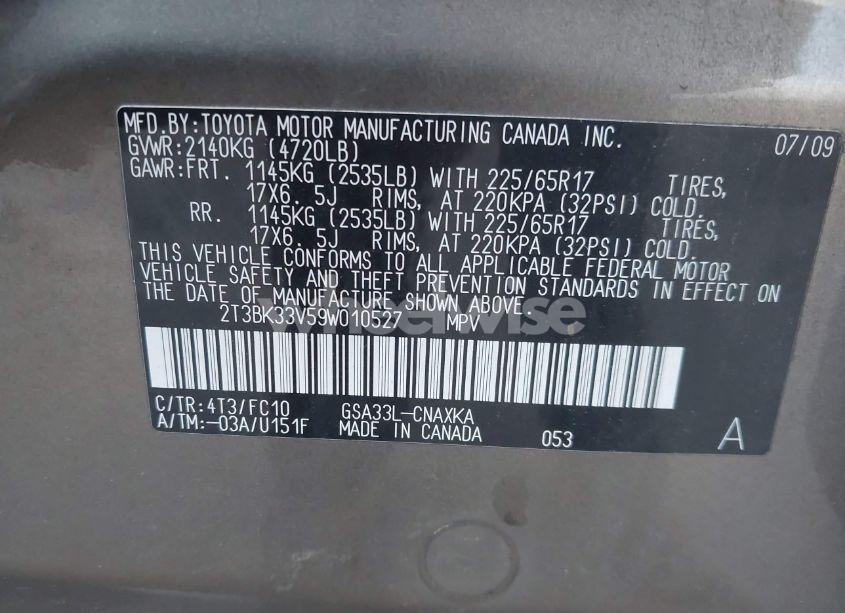 MFD.BY:TOYOTA MOTOR MANUFACTURING CANADA INC. 07/09
GVWR:2140KG (4720LB)
GAWR:FRT. 1145KG (2535LB) WITH 225/65R17 TIRES,
17X6. 5J RIMS, AT 220KPA (32PSI) COLD.
RR. 1145KG (2535LB) WITH 225/65R17 TIRES,
17X6. 5J RIMS, AT 220KPA (32PSI) COLD.
THIS VEHICLE CONFORMS TO ALL APPLICABLE FEDERAL MOTOR
VEHICLE SAFETY AND THEFT PREVENTION STANDARDS IN EFFECT ON
THE DATE OF MANUFACTURE SHOWN ABOVE.
wheelwise
2T3BK33V59W010527 MPV
C/TR:4T3/FC10 GSA33L-CNAXKA
A/TM:-03A/U151F MADE IN CANADA 053 A